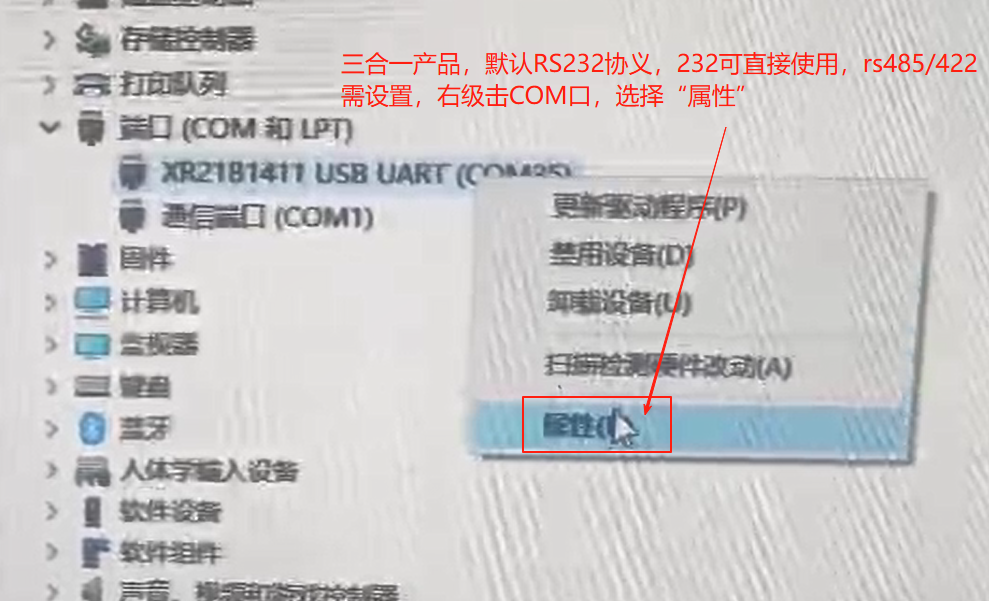 存储控制器
三合一产品，默认RS232协议，232可直接使用，rs485/422
打印队列
需设置，右级击COM口，选择“属性”
端口 (COM 和 LPT)
XR21B1411 USB UART (COM35)
更新驱动程序(P)
通信端口 (COM1)
禁用设备(D)
固件
计算机
卸载设备(U)
监视器
扫描检测硬件改动(A)
键盘
属性
蓝牙
人体学输入设备
软件设备
软件组件
声音、视频和游戏控制器